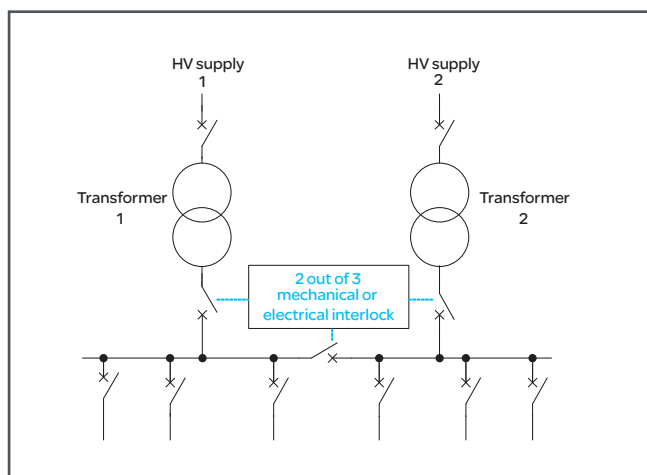 HV supply
1
HV supply
2
Transformer
1
Transformer
2
2 out of 3
mechanical or
electrical interlock